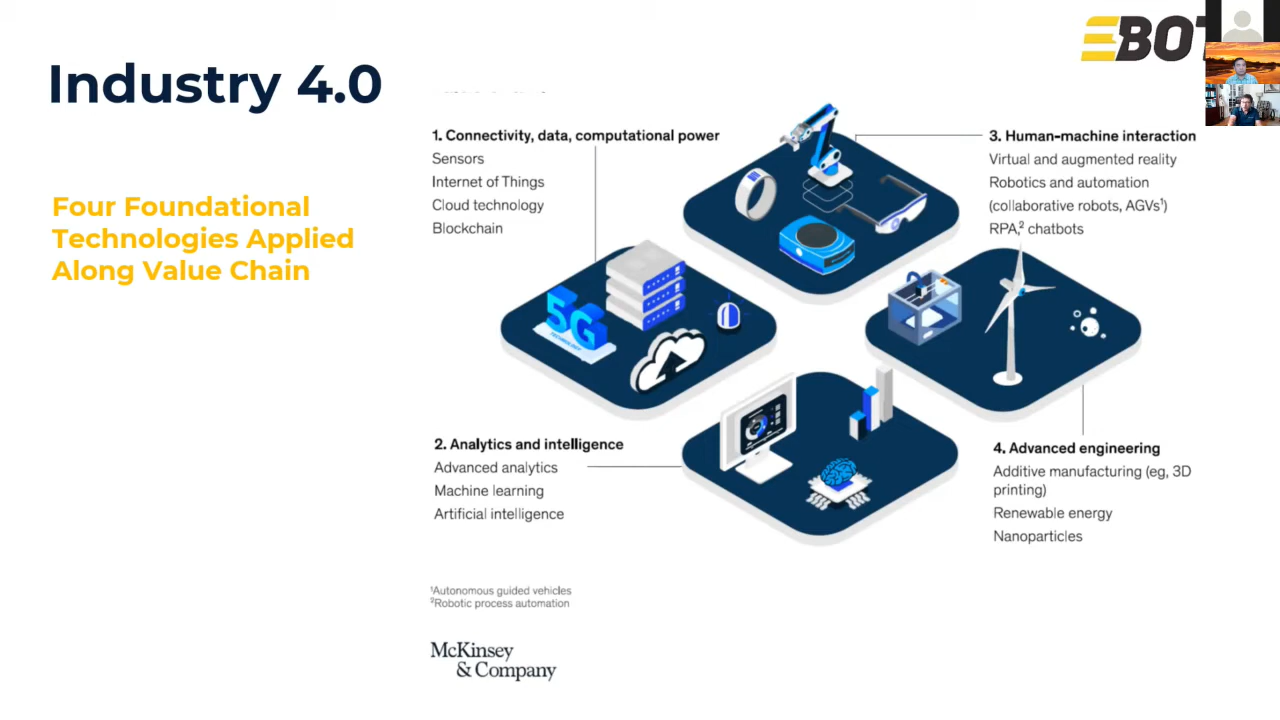 Industry 4.0
Four Foundational
Technologies Applied
Along Value Chain
1. Connectivity, data, computational power
Sensors
Internet of Things
Cloud technology
Blockchain
3. Human–machine interaction
Virtual and augmented reality
Robotics and automation
(collaborative robots, AGVs¹)
RPA,² chatbots
5G
2. Analytics and intelligence
Advanced analytics
Machine learning
Artificial intelligence
4. Advanced engineering
Additive manufacturing (eg, 3D
printing)
Renewable energy
Nanoparticles
¹Autonomous guided vehicles
²Robotic process automation
McKinsey
& Company